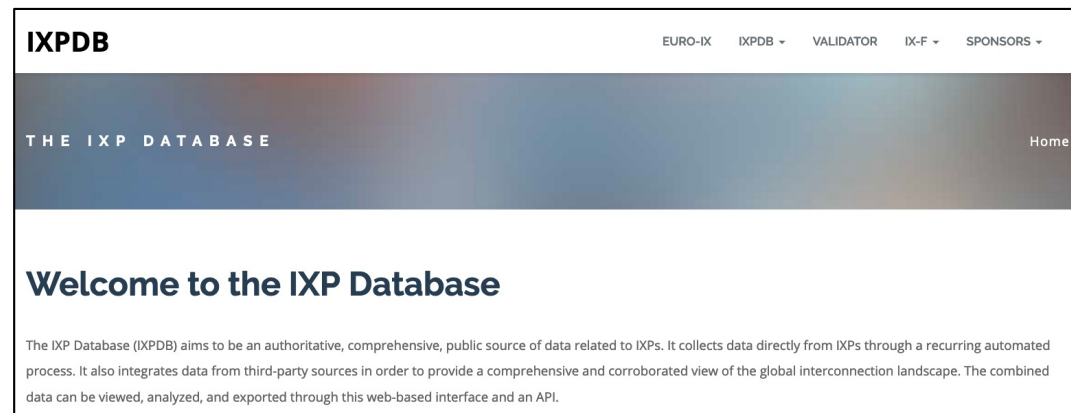 IXPDB
EURO-IX IXPDB VALIDATOR IX-F SPONSORS
THE IXP DATABASE
Home
Welcome to the IXP Database
The IXP Database (IXPDB) aims to be an authoritative, comprehensive, public source of data related to IXPs. It collects data directly from IXPs through a recurring automated
process. It also integrates data from third-party sources in order to provide a comprehensive and corroborated view of the global interconnection landscape. The combined
data can be viewed, analyzed, and exported through this web-based interface and an API.